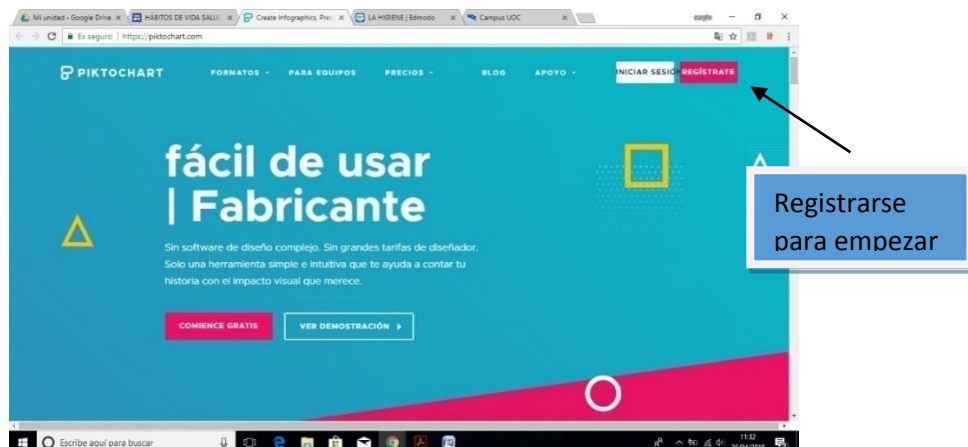 Mi unidad - Google Drive
HÁBITOS DE VIDA SALU
Create Infographics, Pre
LA HIGIENE | Edmodo
Campus UOC
Es seguro | https://piktochart.com
PIKTOCHART
FORMATOS
PARA EQUIPOS
PRECIOS
BLOG
APOYO
INICIAR SESIÓ
REGÍSTRATE
fácil de usar
| Fabricante
Sin software de diseño complejo. Sin grandes tarifas de diseñador.
Solo una herramienta simple e intuitiva que te ayuda a contar tu
historia con el impacto visual que merece.
COMIENCE GRATIS
VER DEMOSTRACIÓN
Registrarse
para empezar
Escribe aquí para buscar
11:32